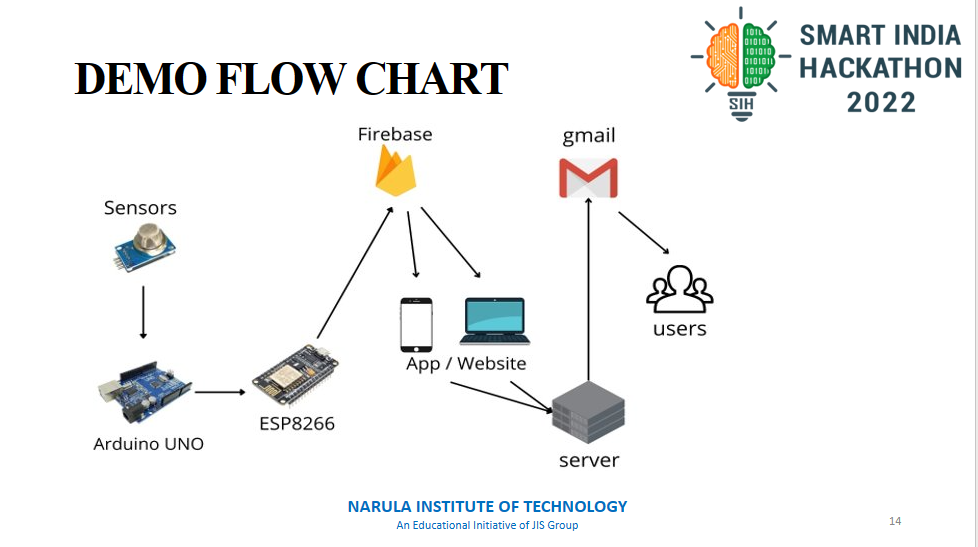 DEMO FLOW CHART
SMART INDIA
HACKATHON
2022
SIH
Firebase
gmail
Sensors
users
App / Website
ESP8266
Arduino UNO
server
NARULA INSTITUTE OF TECHNOLOGY
An Educational Initiative of JIS Group
14